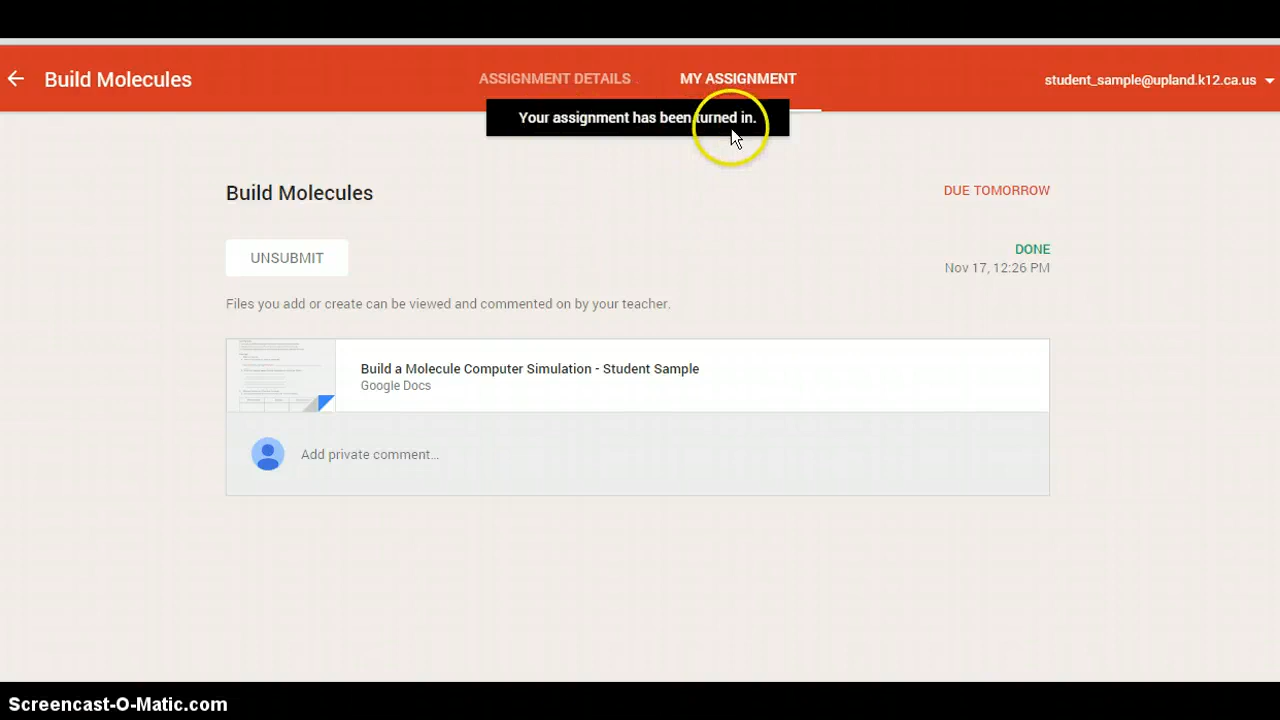 Build Molecules
ASSIGNMENT DETAILS
MY ASSIGNMENT
student_sample@upland.k12.ca.us
Your assignment has been turned in.
Build Molecules
DUE TOMORROW
UNSUBMIT
DONE
Nov 17, 12:26 PM
Files you add or create can be viewed and commented on by your teacher.
Build a Molecule Computer Simulation - Student Sample
Google Docs
Add private comment...
Screencast-O-Matic.com